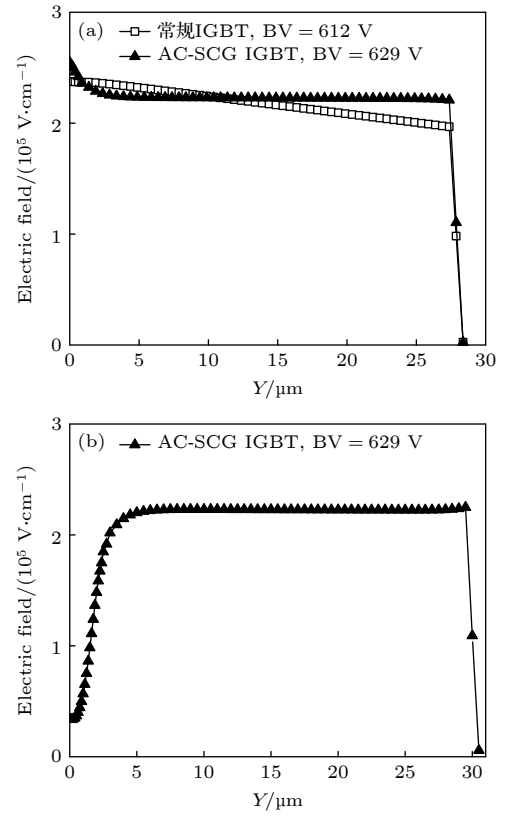 (a)
常规IGBT, BV = 612 V
AC-SCG IGBT, BV = 629 V
Electric field/(10⁵ V·cm⁻¹)
3
2
1
0
0 5 10 15 20 25 30
Y/µm
(b)
AC-SCG IGBT, BV = 629 V
Electric field/(10⁵ V·cm⁻¹)
3
2
1
0
0 5 10 15 20 25 30
Y/µm